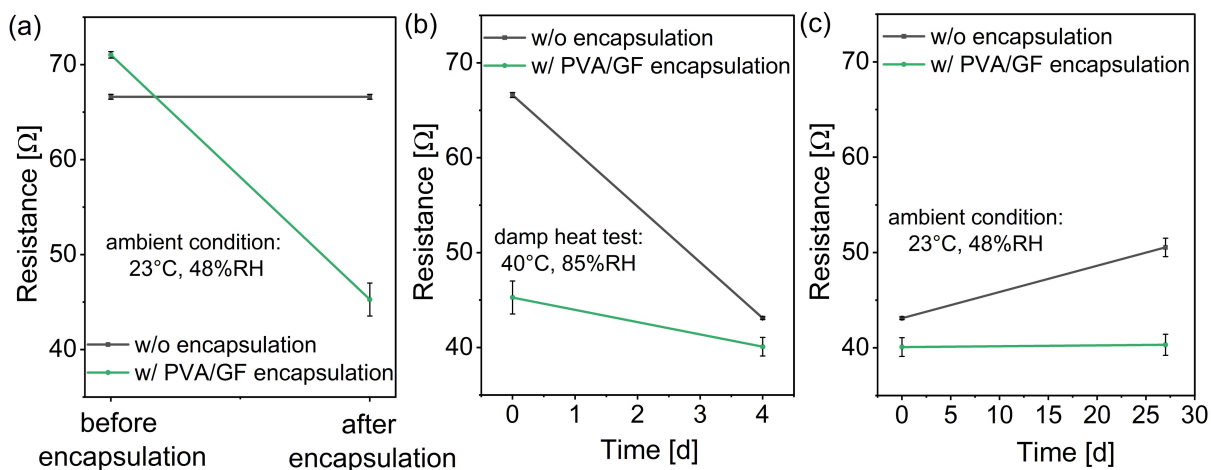 (a)
Resistance [Ω]
70
60
50
40
ambient condition:
23°C, 48%RH
w/o encapsulation
w/ PVA/GF encapsulation
before
encapsulation
after
encapsulation
(b)
w/o encapsulation
w/ PVA/GF encapsulation
Resistance [Ω]
70
60
50
40
damp heat test:
40°C, 85%RH
0 1 2 3 4
Time [d]
(c)
w/o encapsulation
w/ PVA/GF encapsulation
Resistance [Ω]
70
60
50
40
ambient condition:
23°C, 48%RH
0 5 10 15 20 25 30
Time [d]